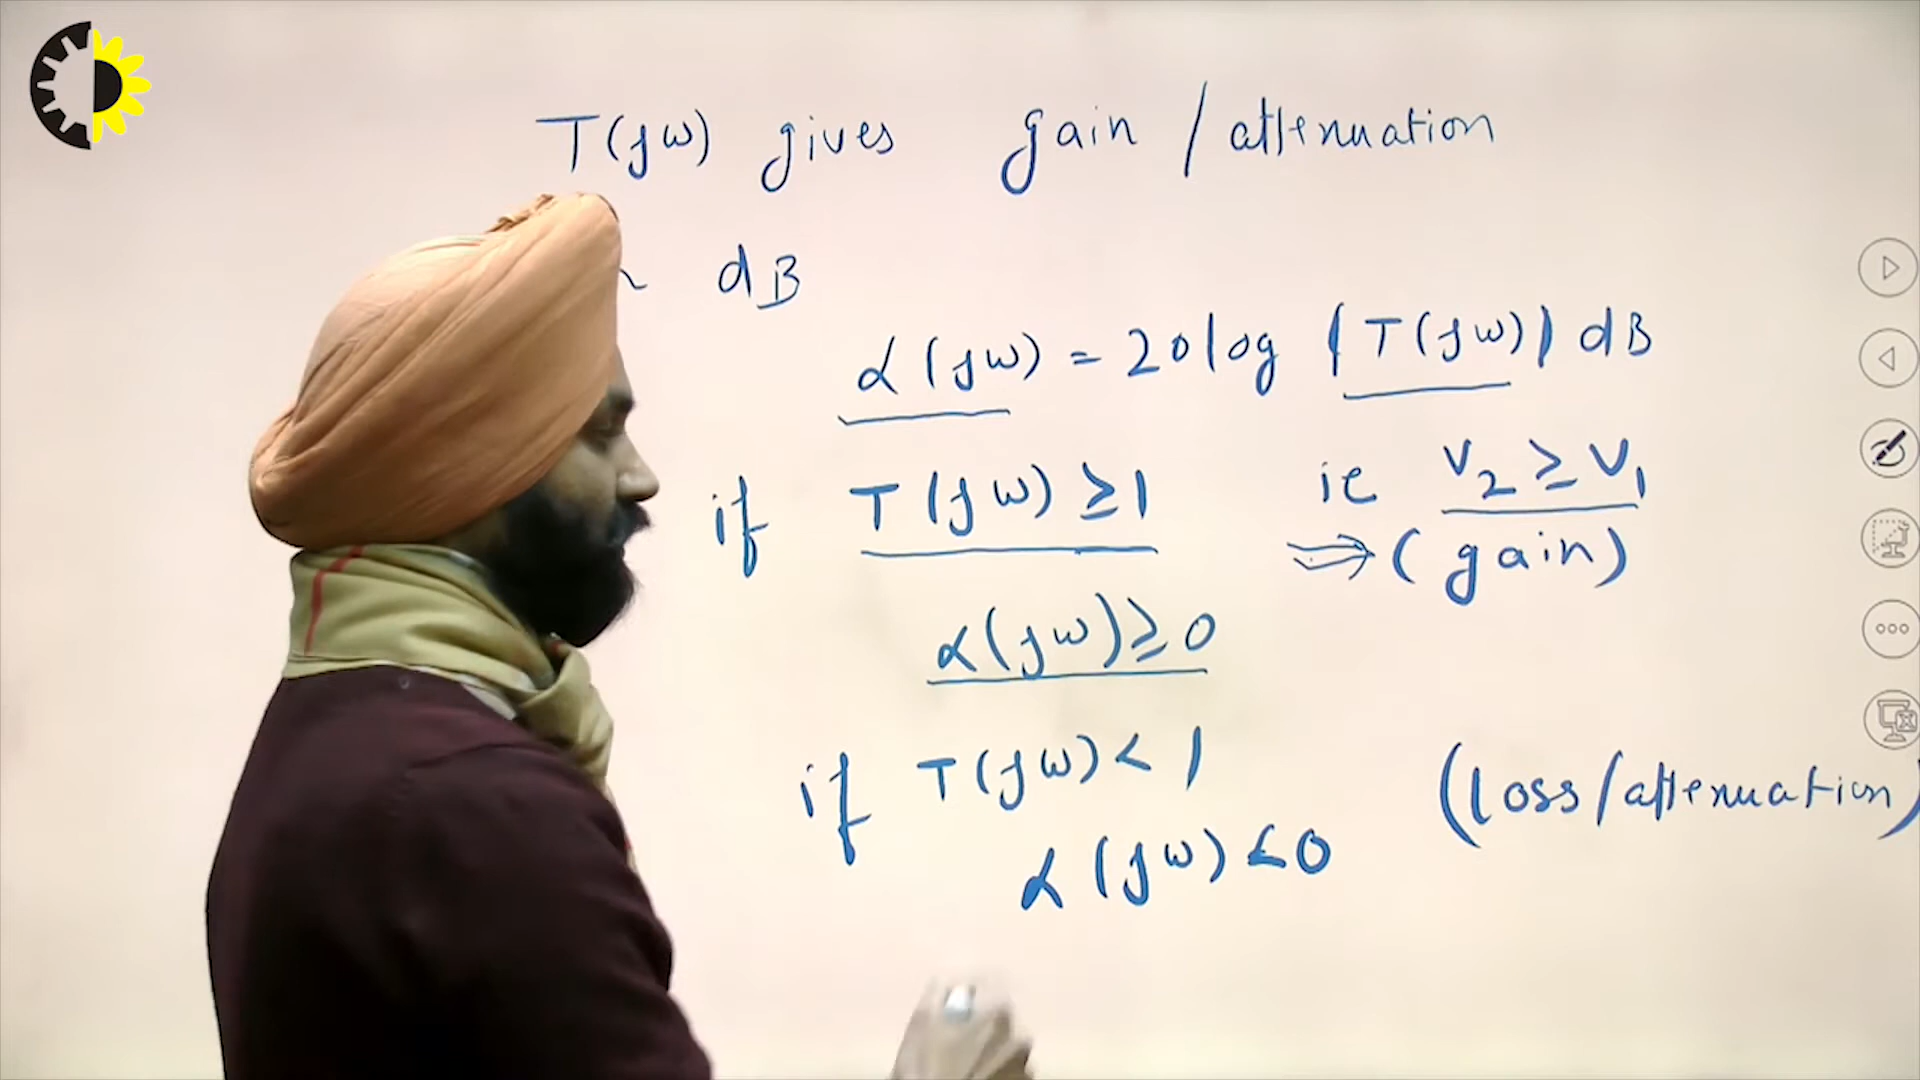 T(jω) gives gain / attenuation
dB
α(jω) = 20 log |T(jω)| dB
if T(jω) ≥ 1 ie V₂ ≥ V₁
⇒ (gain)
α(jω) ≥ 0
if T(jω) < 1 (loss/attenuation)
α(jω) < 0